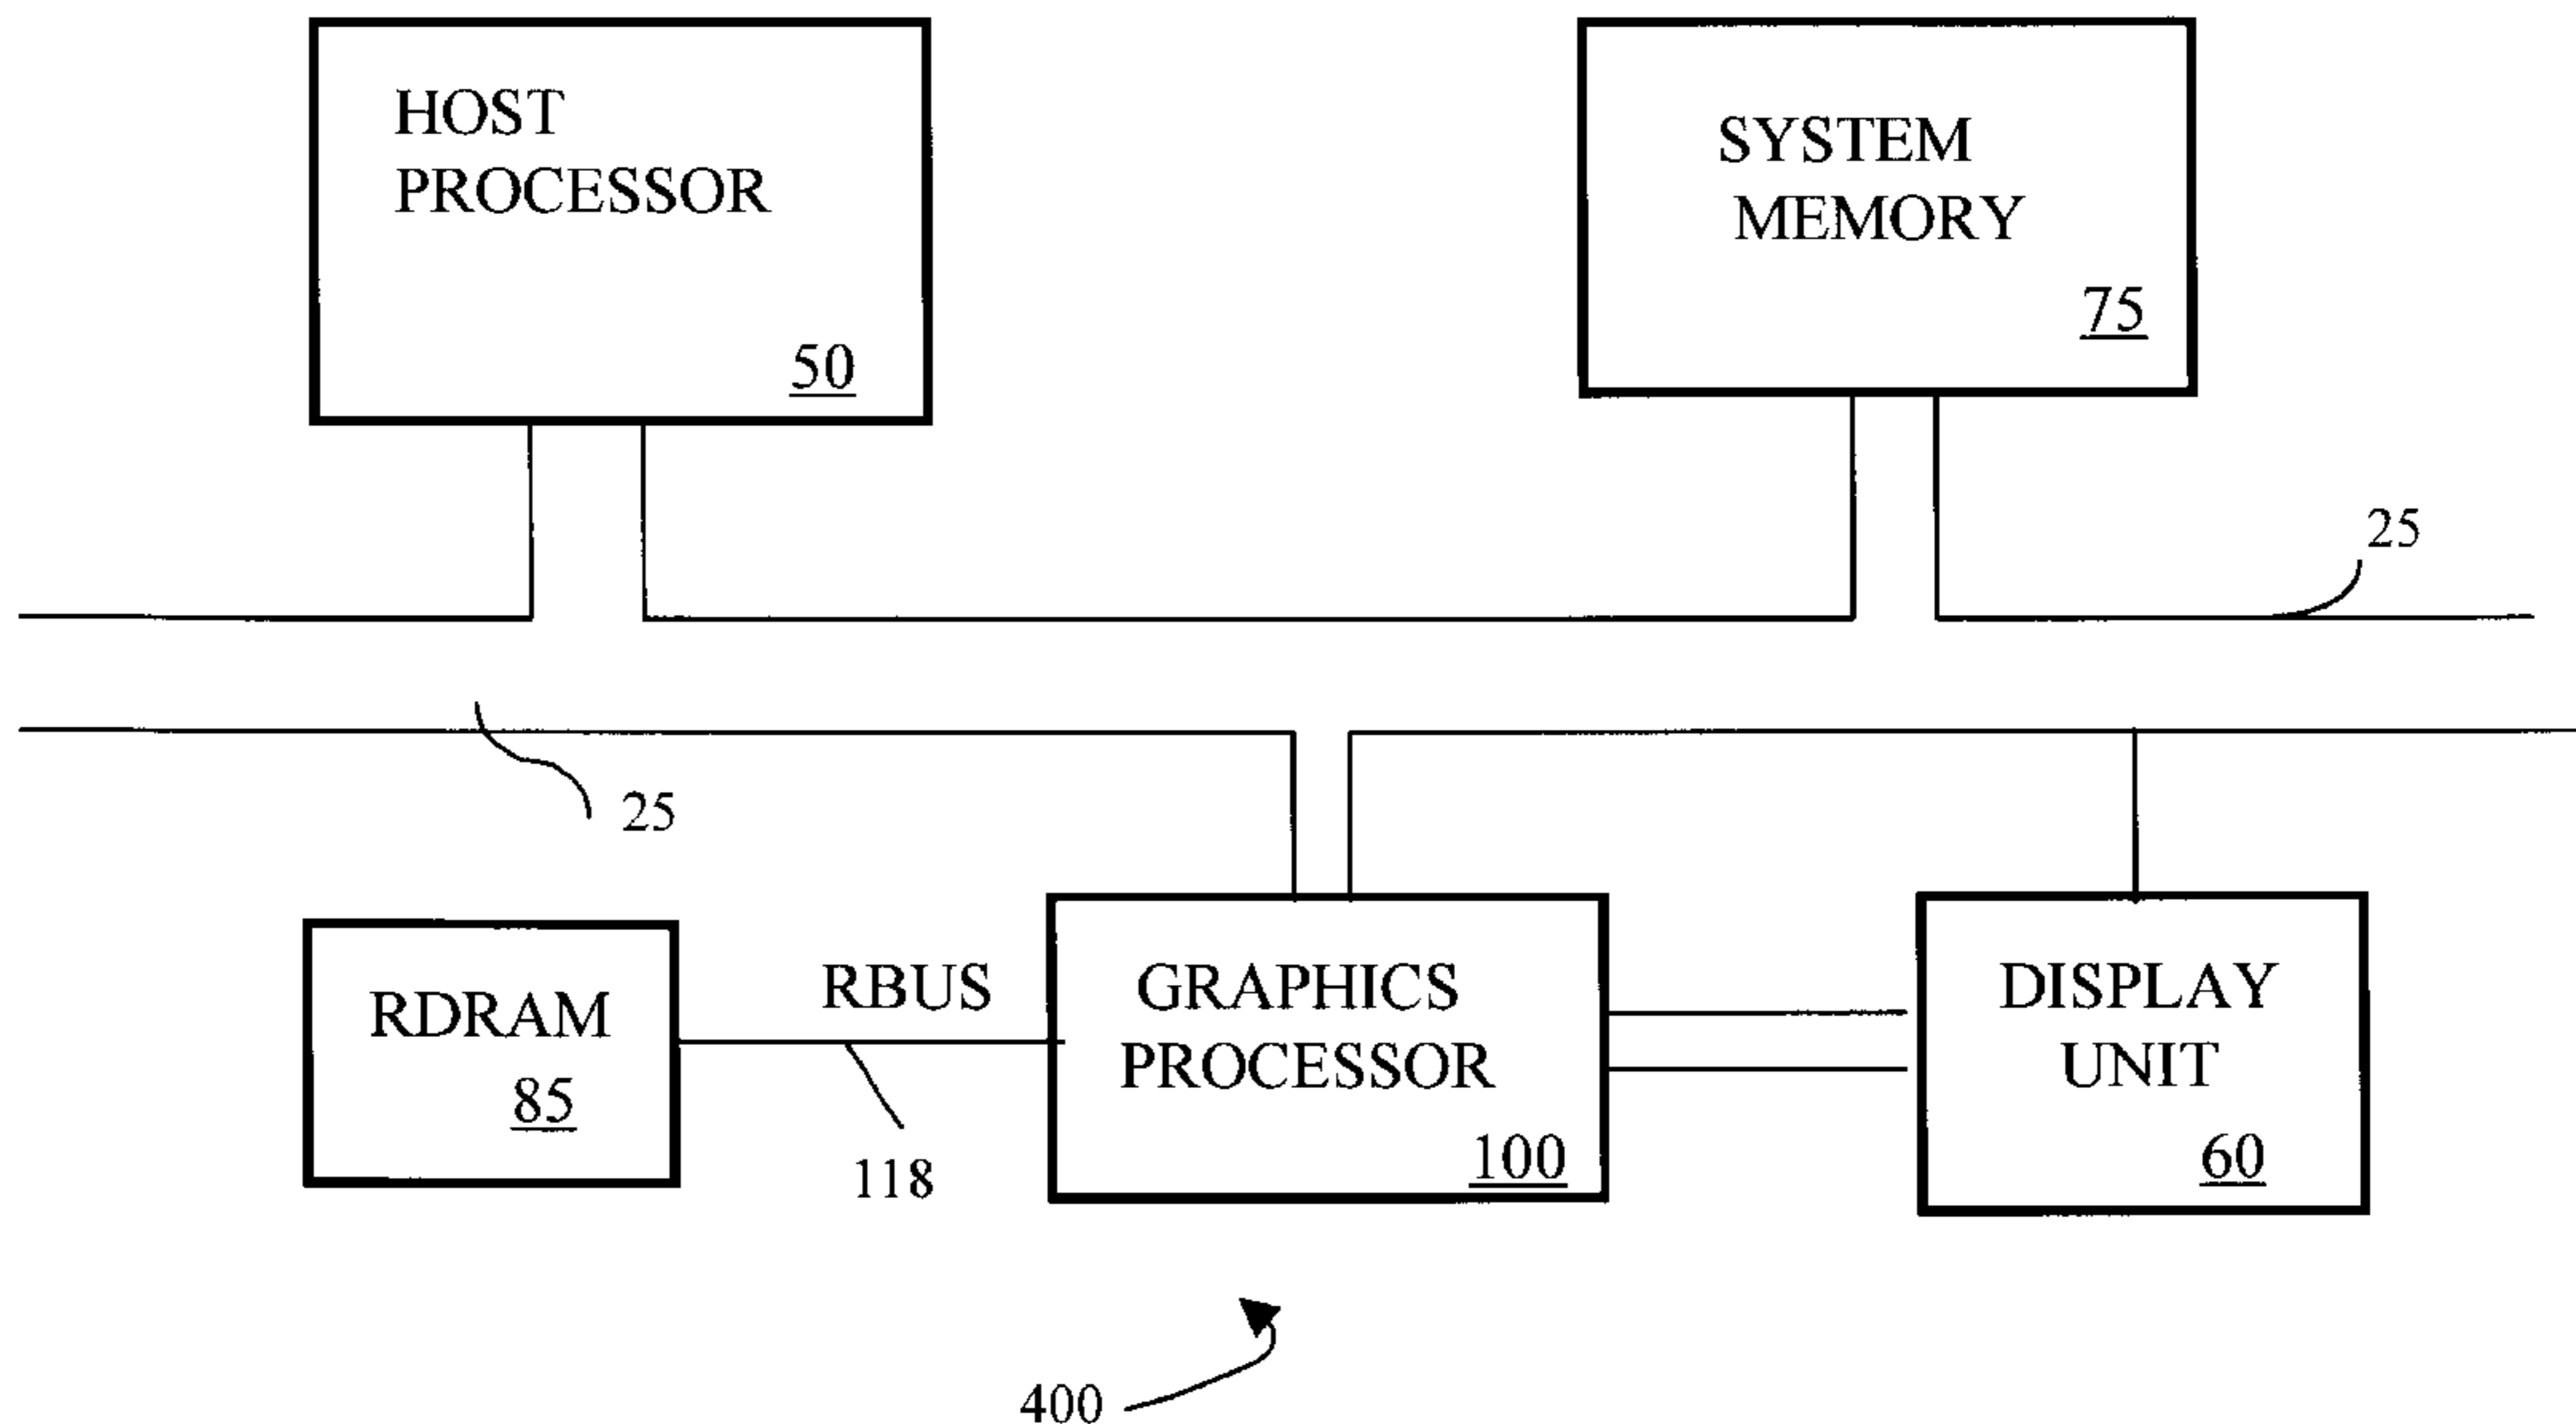 HOST
PROCESSOR
50
SYSTEM
MEMORY
75
25
25
RDRAM
85
RBUS
118
GRAPHICS
PROCESSOR
100
DISPLAY
UNIT
60
400